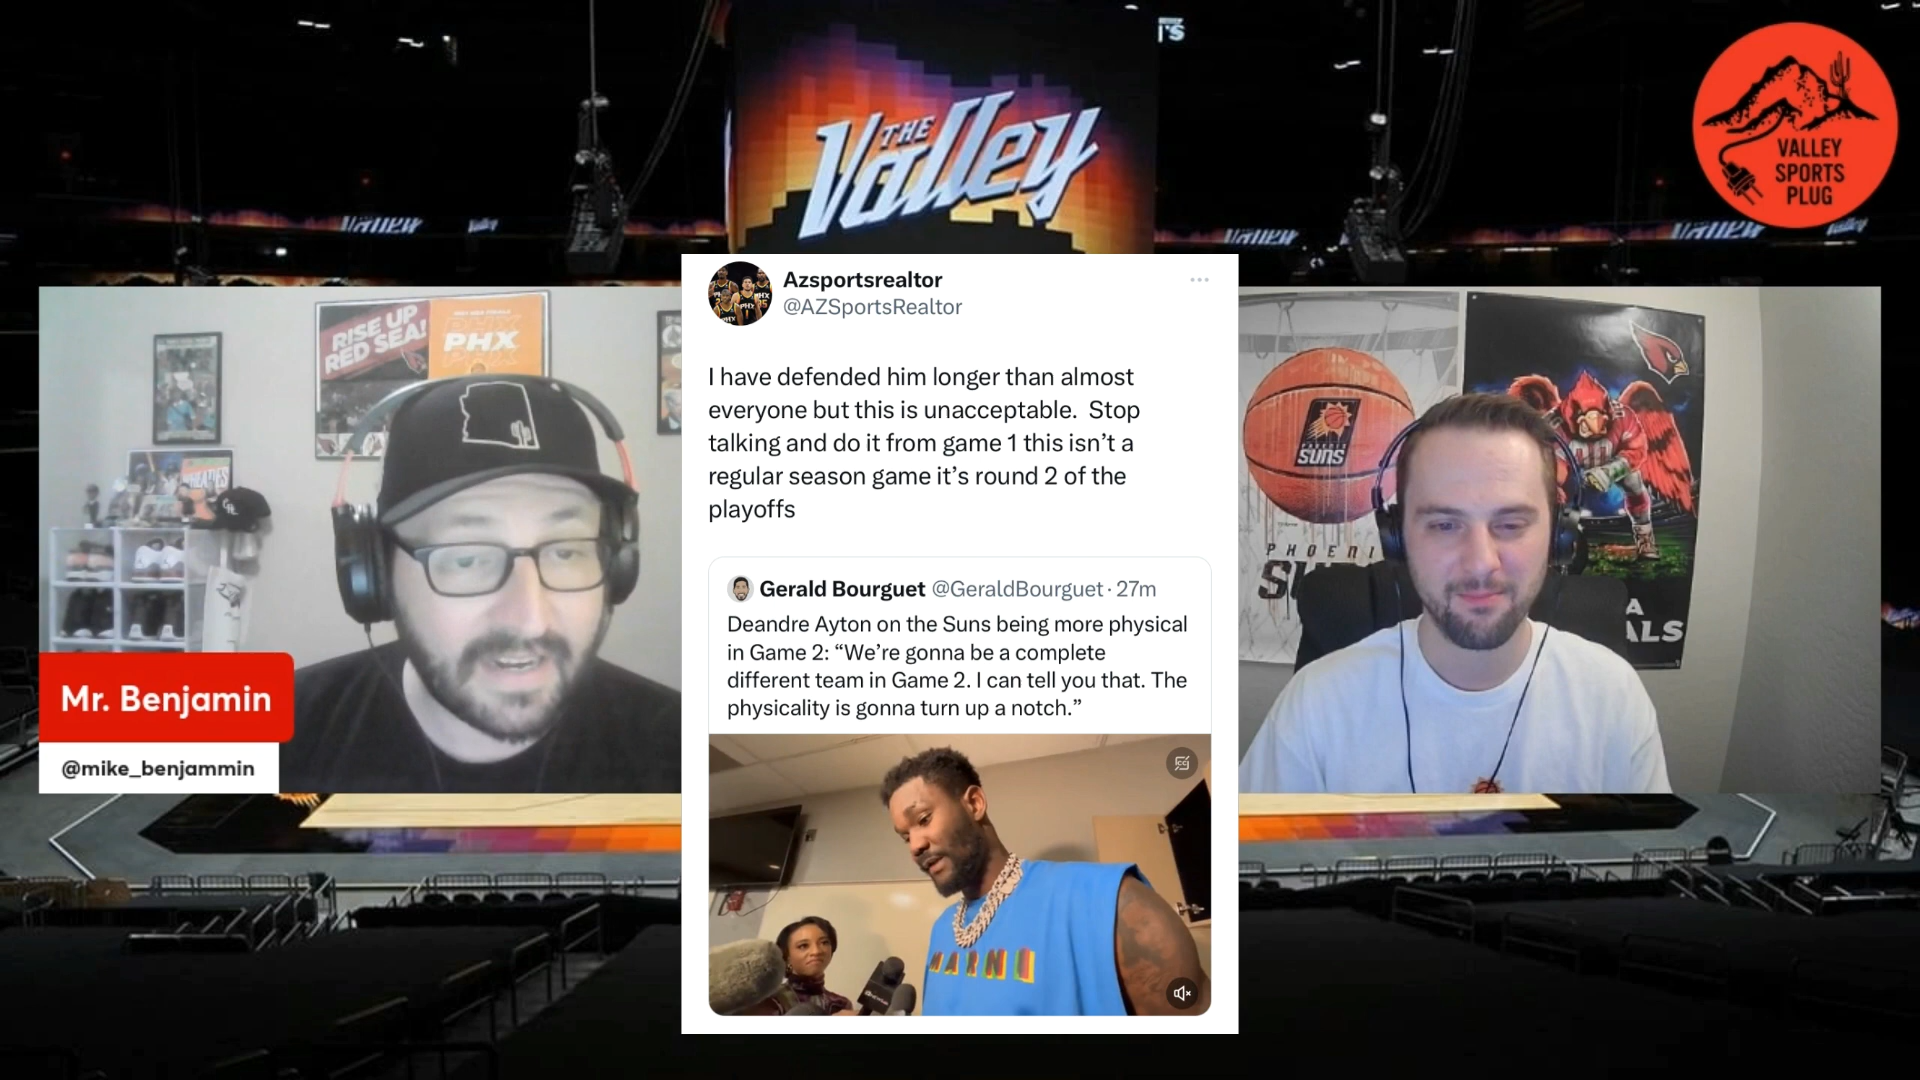 THE
Valley
VALLEY
SPORTS
PLUG
Valley
RISE UP
RED SEA!
PHX
WHEATIES
Azsportsrealtor
@AZSportsRealtor
I have defended him longer than almost
everyone but this is unacceptable. Stop
talking and do it from game 1 this isn’t a
regular season game it’s round 2 of the
playoffs
Gerald Bourguet @GeraldBourguet · 27m
Deandre Ayton on the Suns being more physical
in Game 2: “We’re gonna be a complete
different team in Game 2. I can tell you that. The
physicality is gonna turn up a notch.”
MARNI
Mr. Benjamin
@mike_benjammin
PHOENIX
SUNS
PHOENI
SU